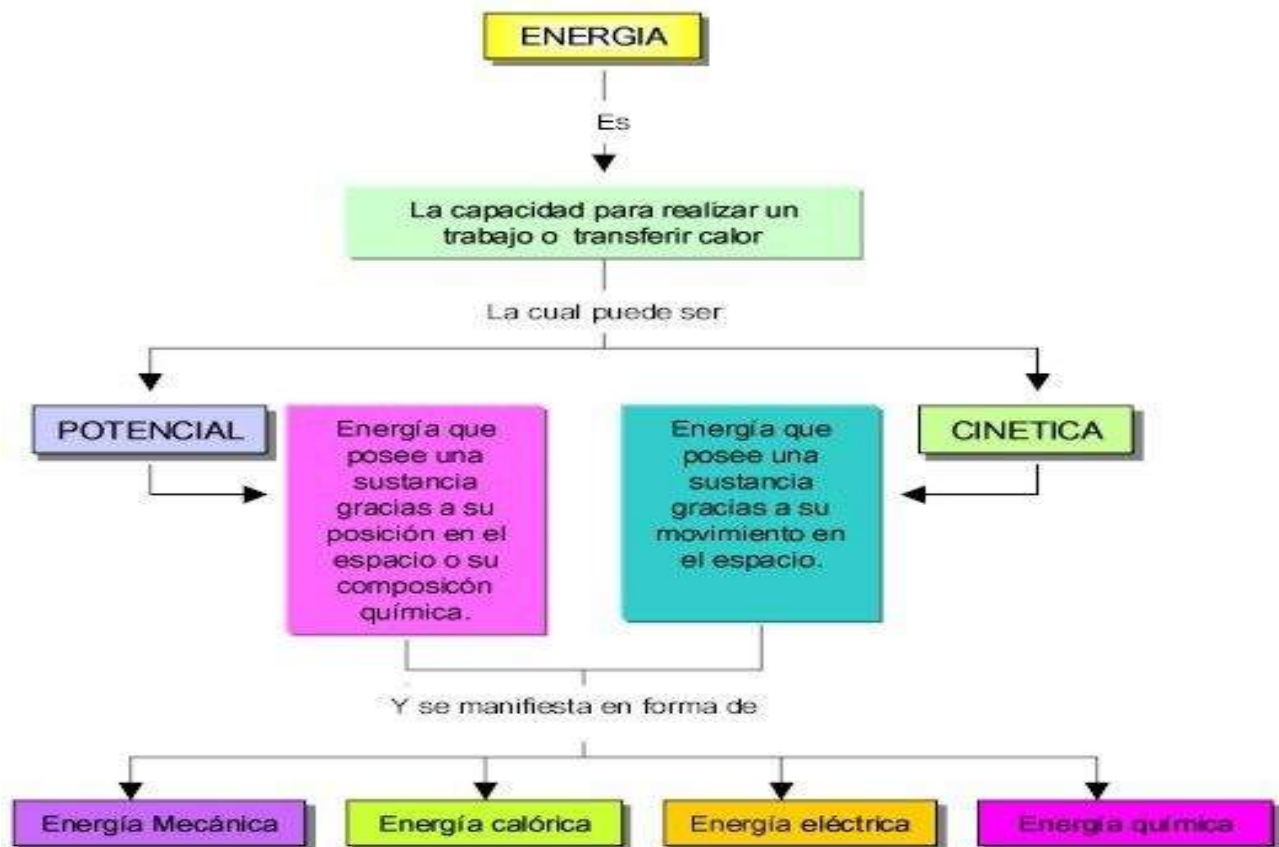 ENERGIA
Es
La capacidad para realizar un
trabajo o transferir calor
La cual puede ser
POTENCIAL
Energía que
posee una
sustancia
gracias a su
posición en el
espacio o su
composicón
química.
Energía que
posee una
sustancia
gracias a su
movimiento en
el espacio.
CINETICA
Y se manifiesta en forma de
Energía Mecánica
Energía calórica
Energía eléctrica
Energía química